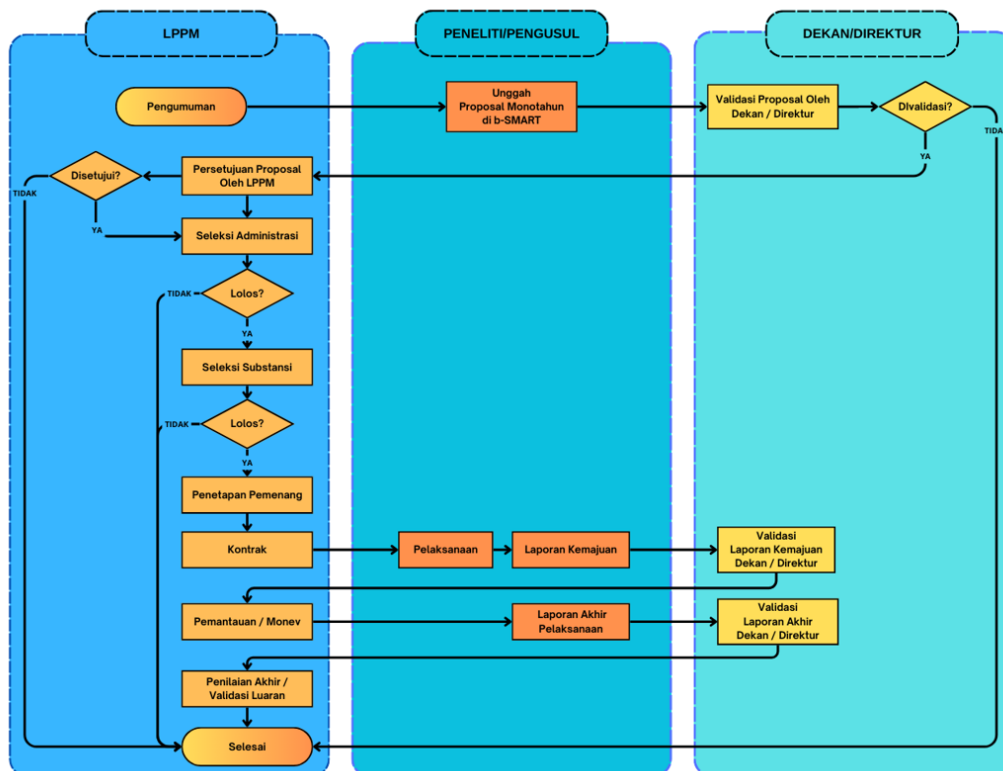 LPPM
PENELITI/PENGUSUL
DEKAN/DIREKTUR
Pengumuman
Unggah
Proposal Monotahun
di b-SMART
Validasi Proposal Oleh
Dekan / Direktur
DIvalidasi?
TIDA
YA
Disetujui?
Persetujuan Proposal
Oleh LPPM
TIDAK
YA
Seleksi Administrasi
Lolos?
TIDAK
YA
Seleksi Substansi
Lolos?
TIDAK
YA
Penetapan Pemenang
Kontrak
Pelaksanaan
Laporan Kemajuan
Validasi
Laporan Kemajuan
Dekan / Direktur
Pemantauan / Monev
Laporan Akhir
Pelaksanaan
Validasi
Laporan Akhir
Dekan / Direktur
Penilaian Akhir /
Validasi Luaran
Selesai